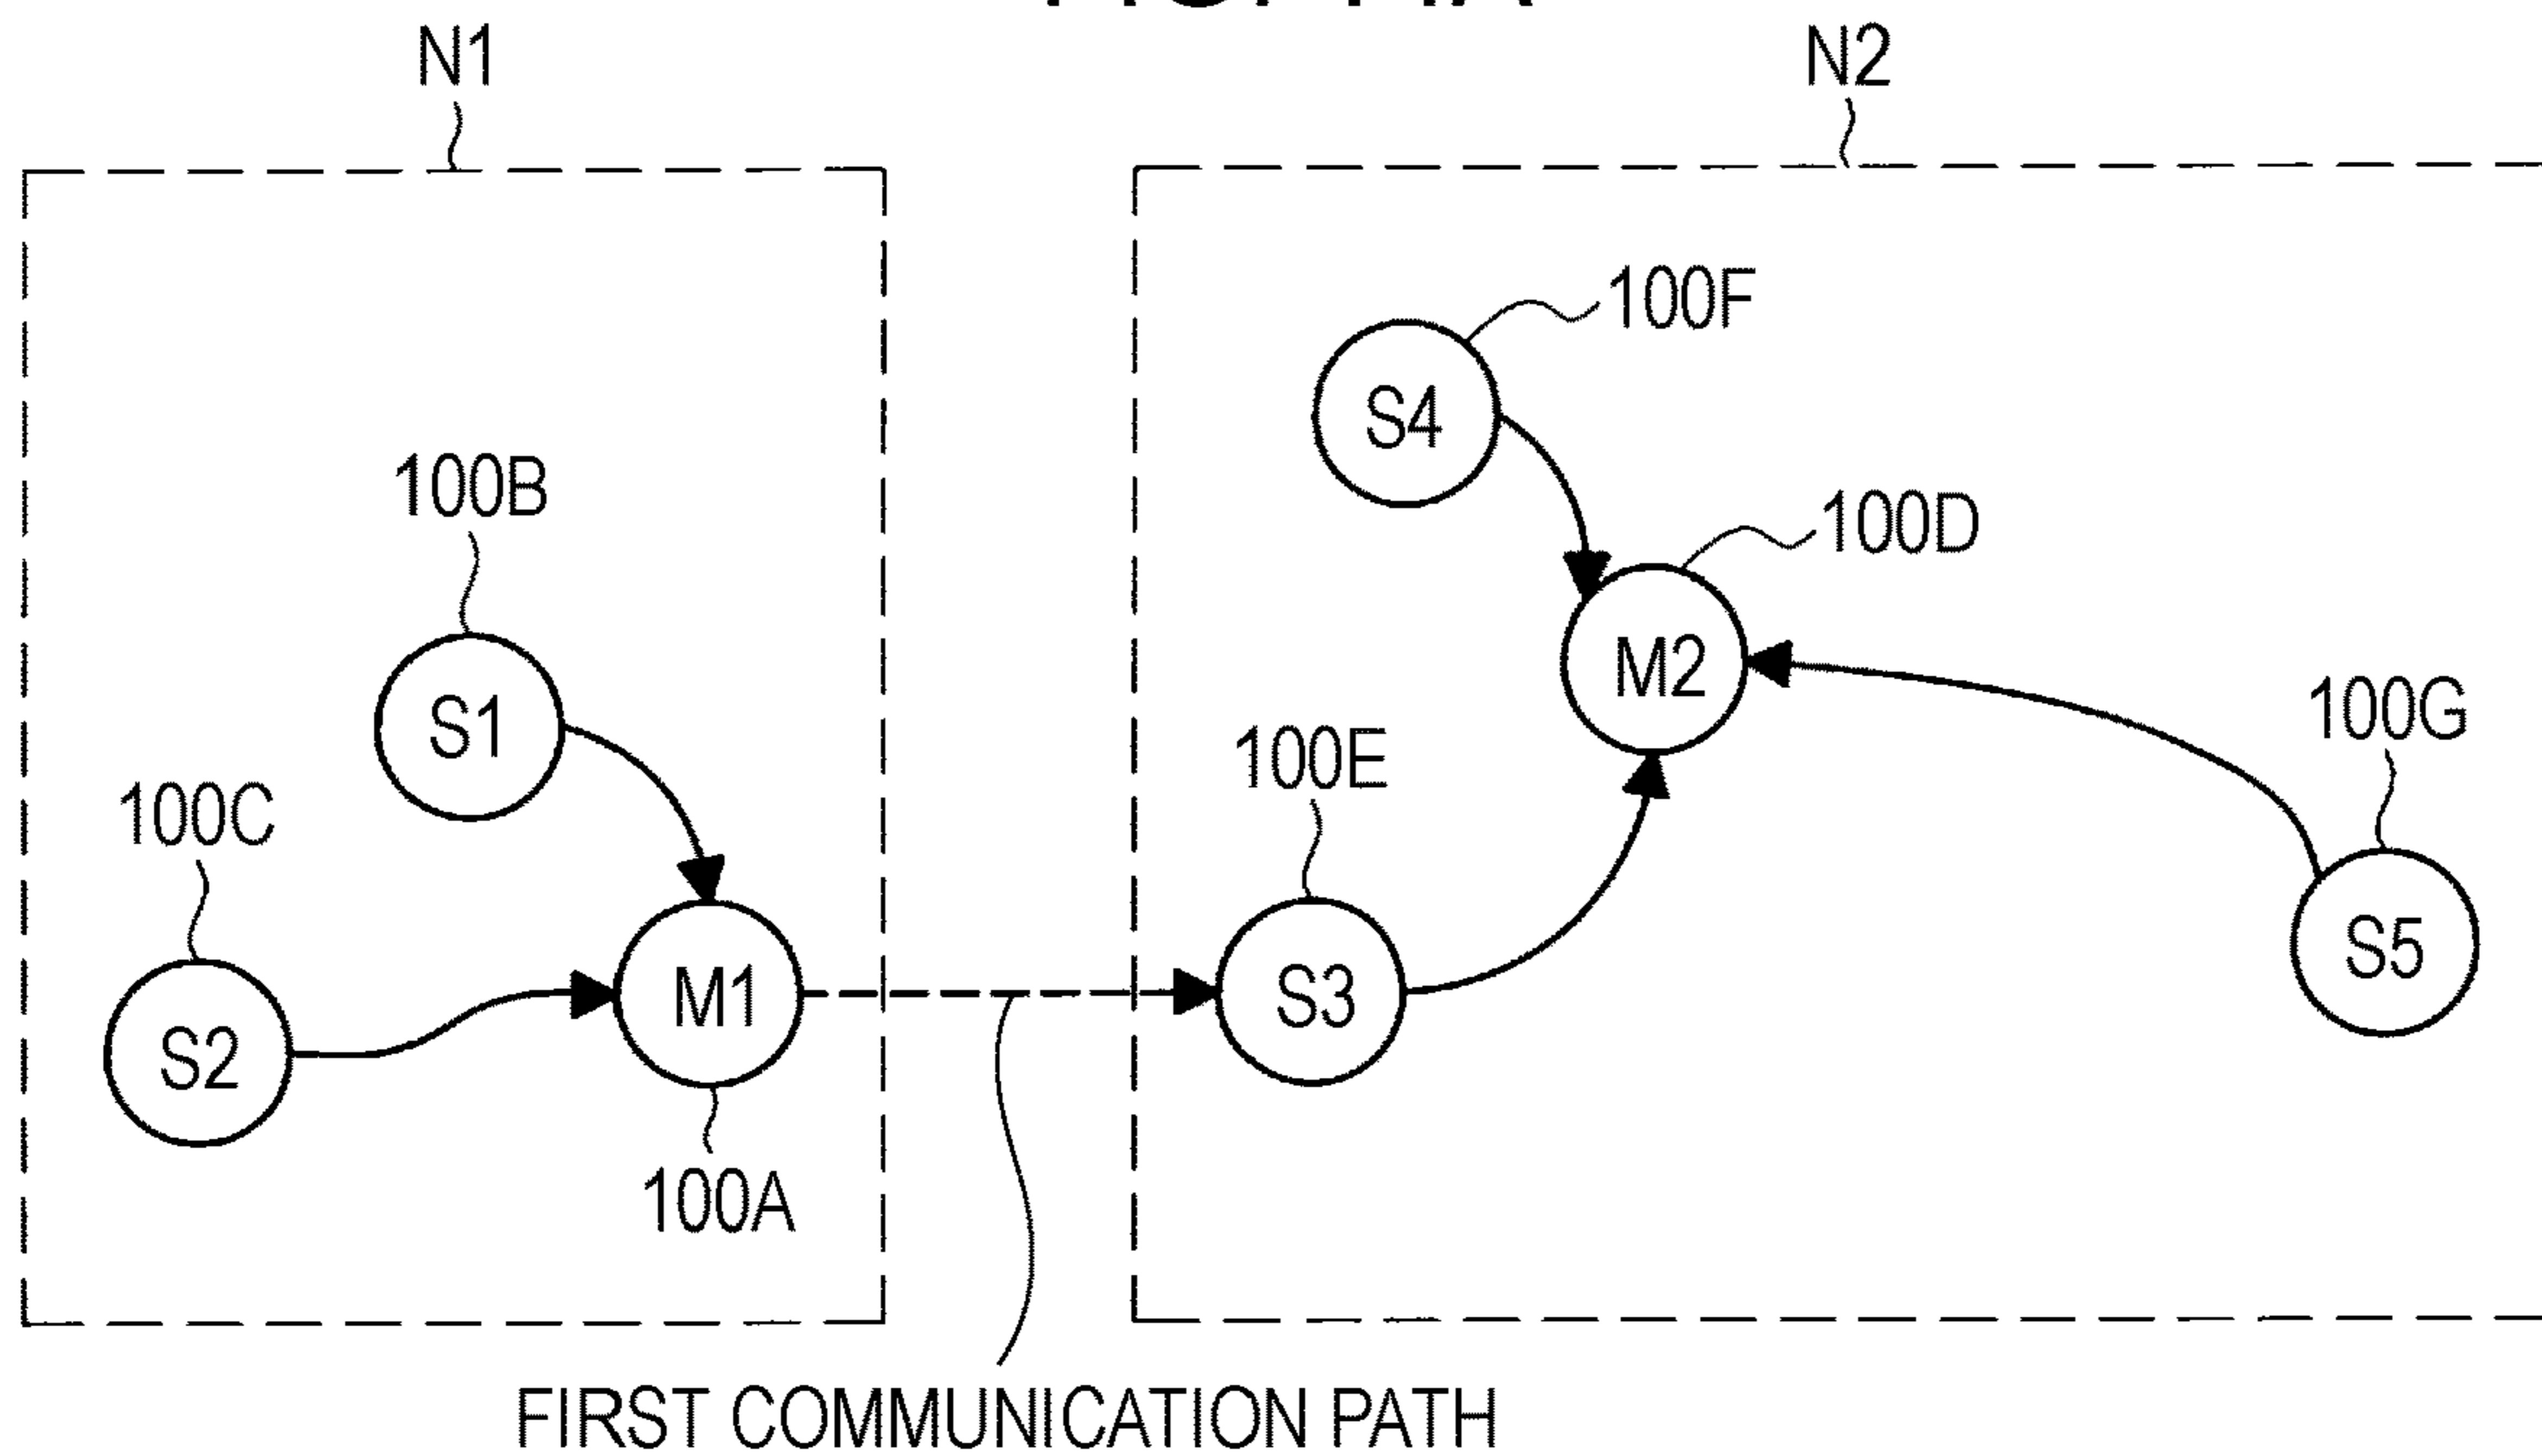 N1
N2
100F
S4
100B
100D
M2
S1
100G
100E
100C
S5
M1
S3
S2
100A
FIRST COMMUNICATION PATH